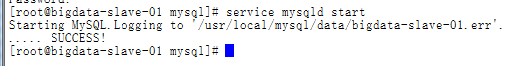 [root@bigdata-slave-01 mysql]# service mysqld start
Starting MySQL.Logging to '/usr/local/mysql/data/bigdata-slave-01.err'.
..... SUCCESS!
[root@bigdata-slave-01 mysql]#